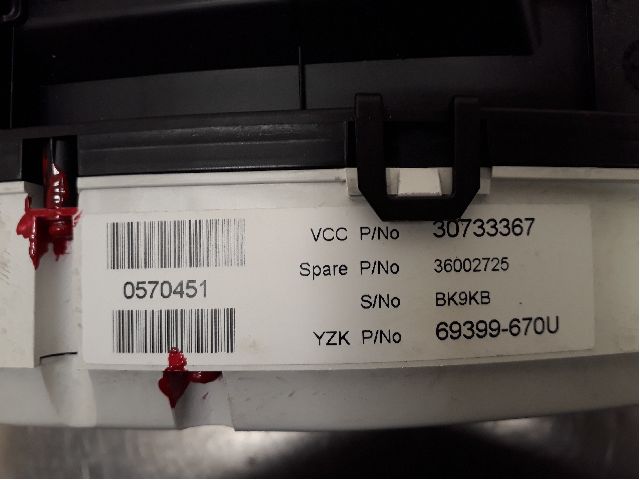 VCC P/No 30733367
Spare P/No 36002725
0570451
S/No BK9KB
YZK P/No 69399-670U